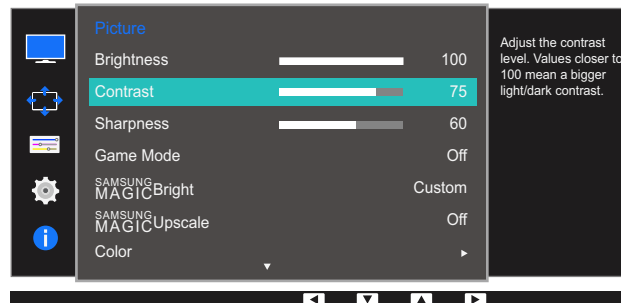 Picture
Brightness 100
Contrast 75
Sharpness 60
Game Mode Off
SAMSUNG MAGIC Bright Custom
SAMSUNG MAGIC Upscale Off
Color
Adjust the contrast
level. Values closer to
100 mean a bigger
light/dark contrast.